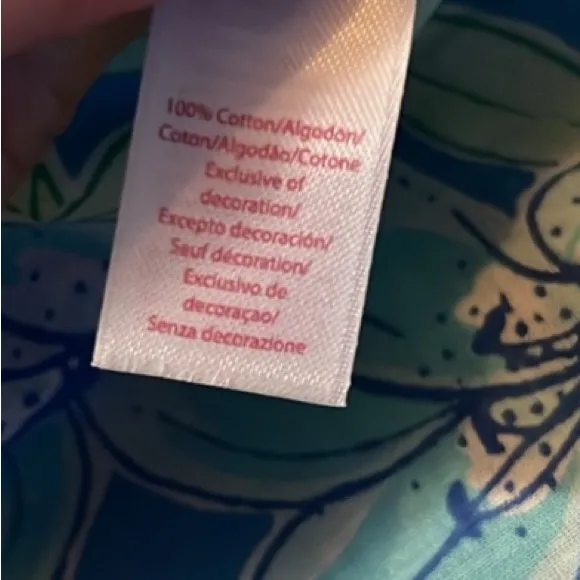 100% Cotton/Algodón/
Coton/Algodão/Cotone
Exclusive of
decoration/
Excepto decoración/
Sauf décoration/
Exclusivo de
decoraçao/
Senza decorazione